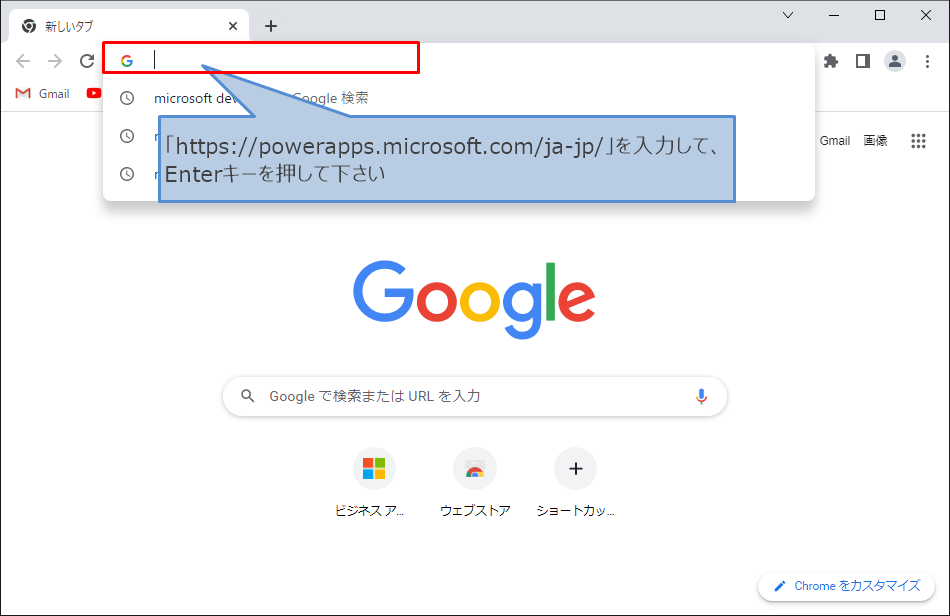 新しいタブ
Gmail
microsoft dev
Google 検索
「https://powerapps.microsoft.com/ja-jp/」を入力して、
Enterキーを押して下さい
Gmail 画像
Google
Google で検索または URL を入力
ビジネス ア... ウェブストア ショートカッ...
Chrome をカスタマイズ